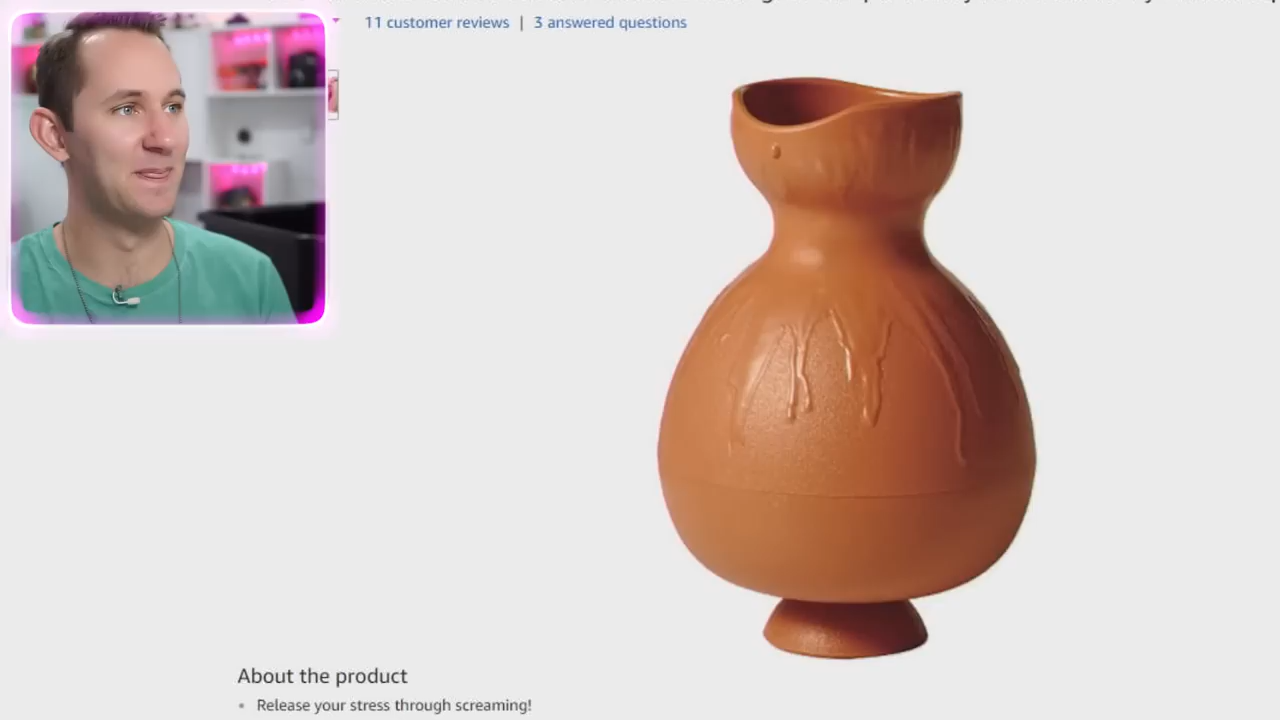 11 customer reviews | 3 answered questions
About the product
• Release your stress through screaming!